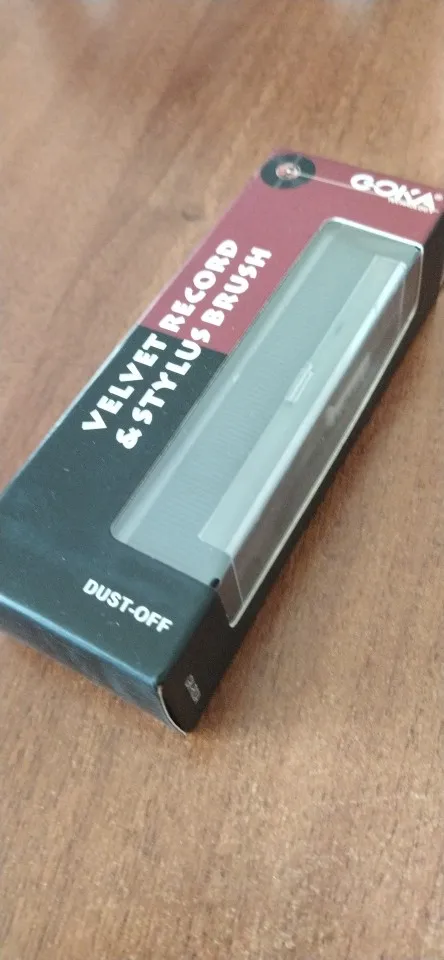 GOKA®
VELVET RECORD
& STYLUS BRUSH
DUST-OFF